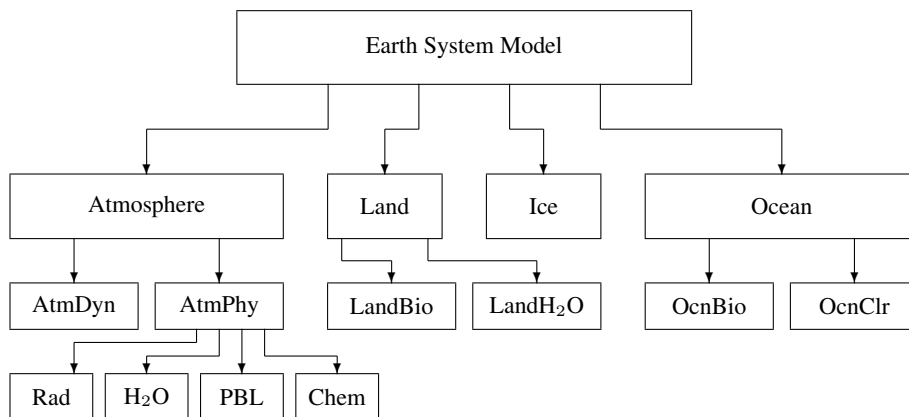 Earth System Model
Atmosphere
Land
Ice
Ocean
AtmDyn
AtmPhy
LandBio
LandH₂O
OcnBio
OcnClr
Rad
H₂O
PBL
Chem